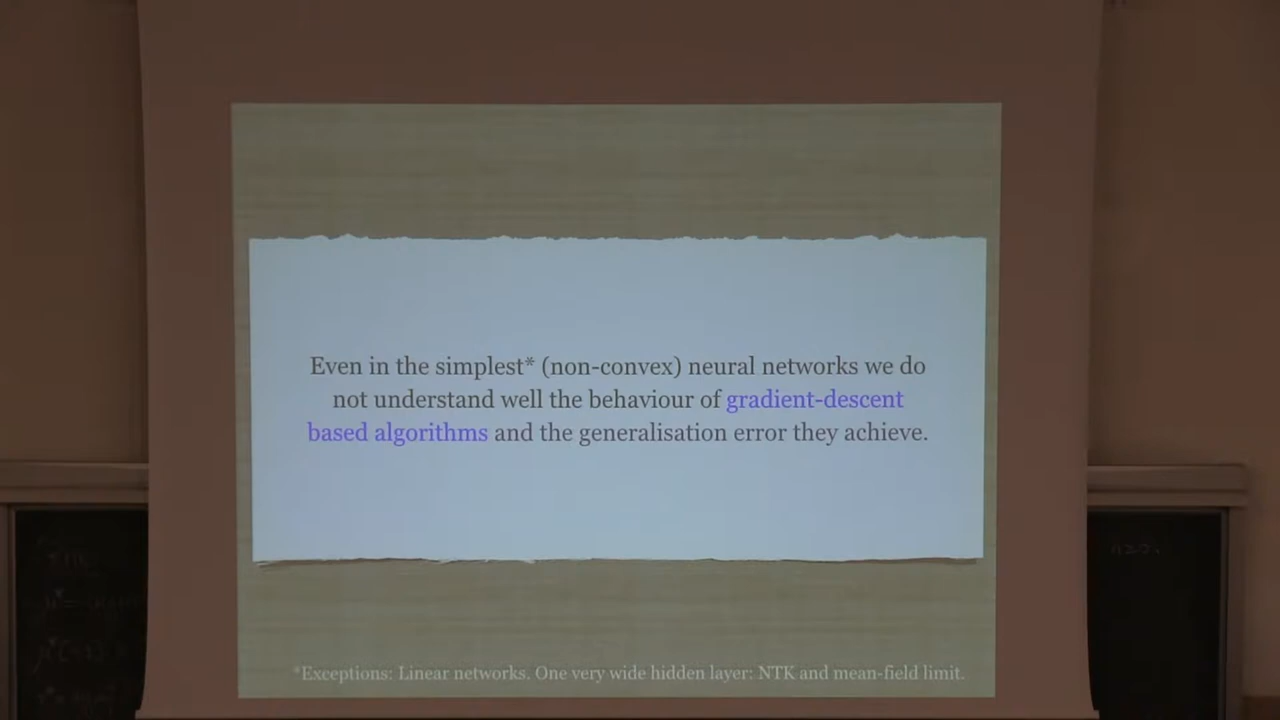 Even in the simplest* (non-convex) neural networks we do
not understand well the behaviour of gradient-descent
based algorithms and the generalisation error they achieve.
*Exceptions: Linear networks. One very wide hidden layer: NTK and mean-field limit.